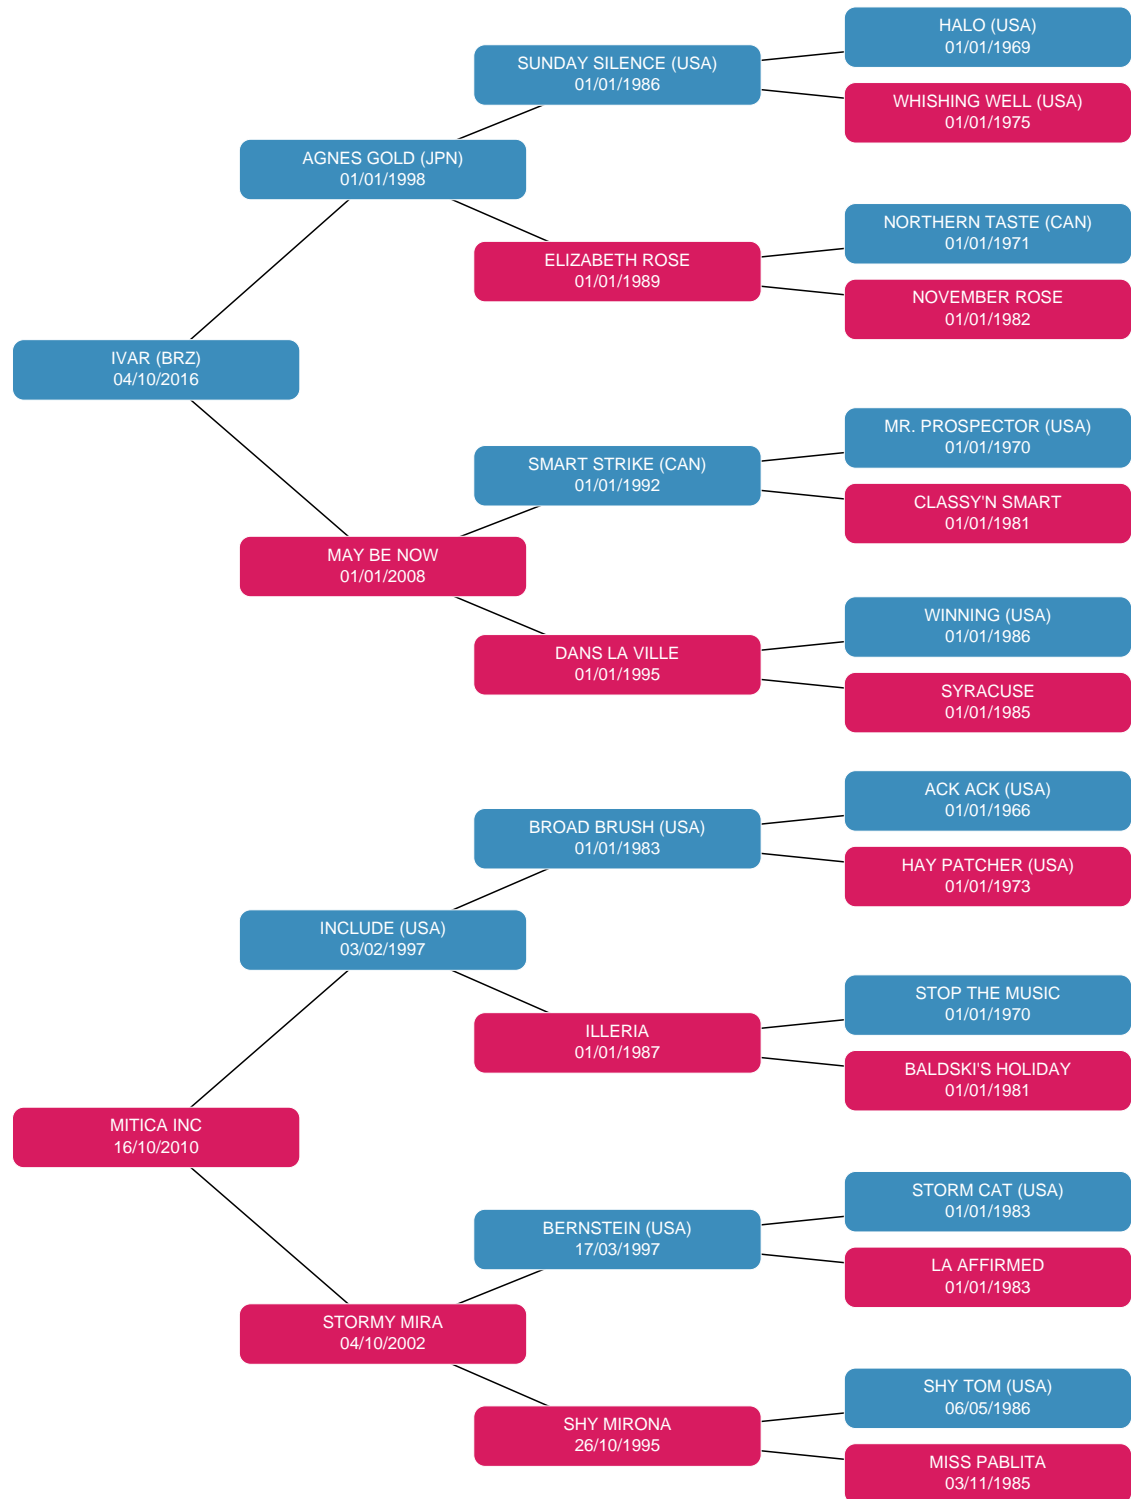 HALO (USA)
01/01/1969
SUNDAY SILENCE (USA)
01/01/1986
WHISHING WELL (USA)
01/01/1975
AGNES GOLD (JPN)
01/01/1998
NORTHERN TASTE (CAN)
01/01/1971
ELIZABETH ROSE
01/01/1989
NOVEMBER ROSE
01/01/1982
IVAR (BRZ)
04/10/2016
MR. PROSPECTOR (USA)
01/01/1970
SMART STRIKE (CAN)
01/01/1992
CLASSY'N SMART
01/01/1981
MAY BE NOW
01/01/2008
WINNING (USA)
01/01/1986
DANS LA VILLE
01/01/1995
SYRACUSE
01/01/1985
ACK ACK (USA)
01/01/1966
BROAD BRUSH (USA)
01/01/1983
HAY PATCHER (USA)
01/01/1973
INCLUDE (USA)
03/02/1997
STOP THE MUSIC
01/01/1970
ILLERIA
01/01/1987
BALDSKI'S HOLIDAY
01/01/1981
MITICA INC
16/10/2010
STORM CAT (USA)
01/01/1983
BERNSTEIN (USA)
17/03/1997
LA AFFIRMED
01/01/1983
STORMY MIRA
04/10/2002
SHY TOM (USA)
06/05/1986
SHY MIRONA
26/10/1995
MISS PABLITA
03/11/1985